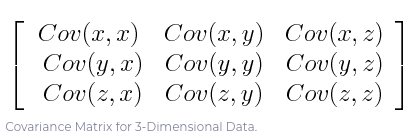 Cov(x, x) Cov(x, y) Cov(x, z)
Cov(y, x) Cov(y, y) Cov(y, z)
Cov(z, x) Cov(z, y) Cov(z, z)
Covariance Matrix for 3-Dimensional Data.